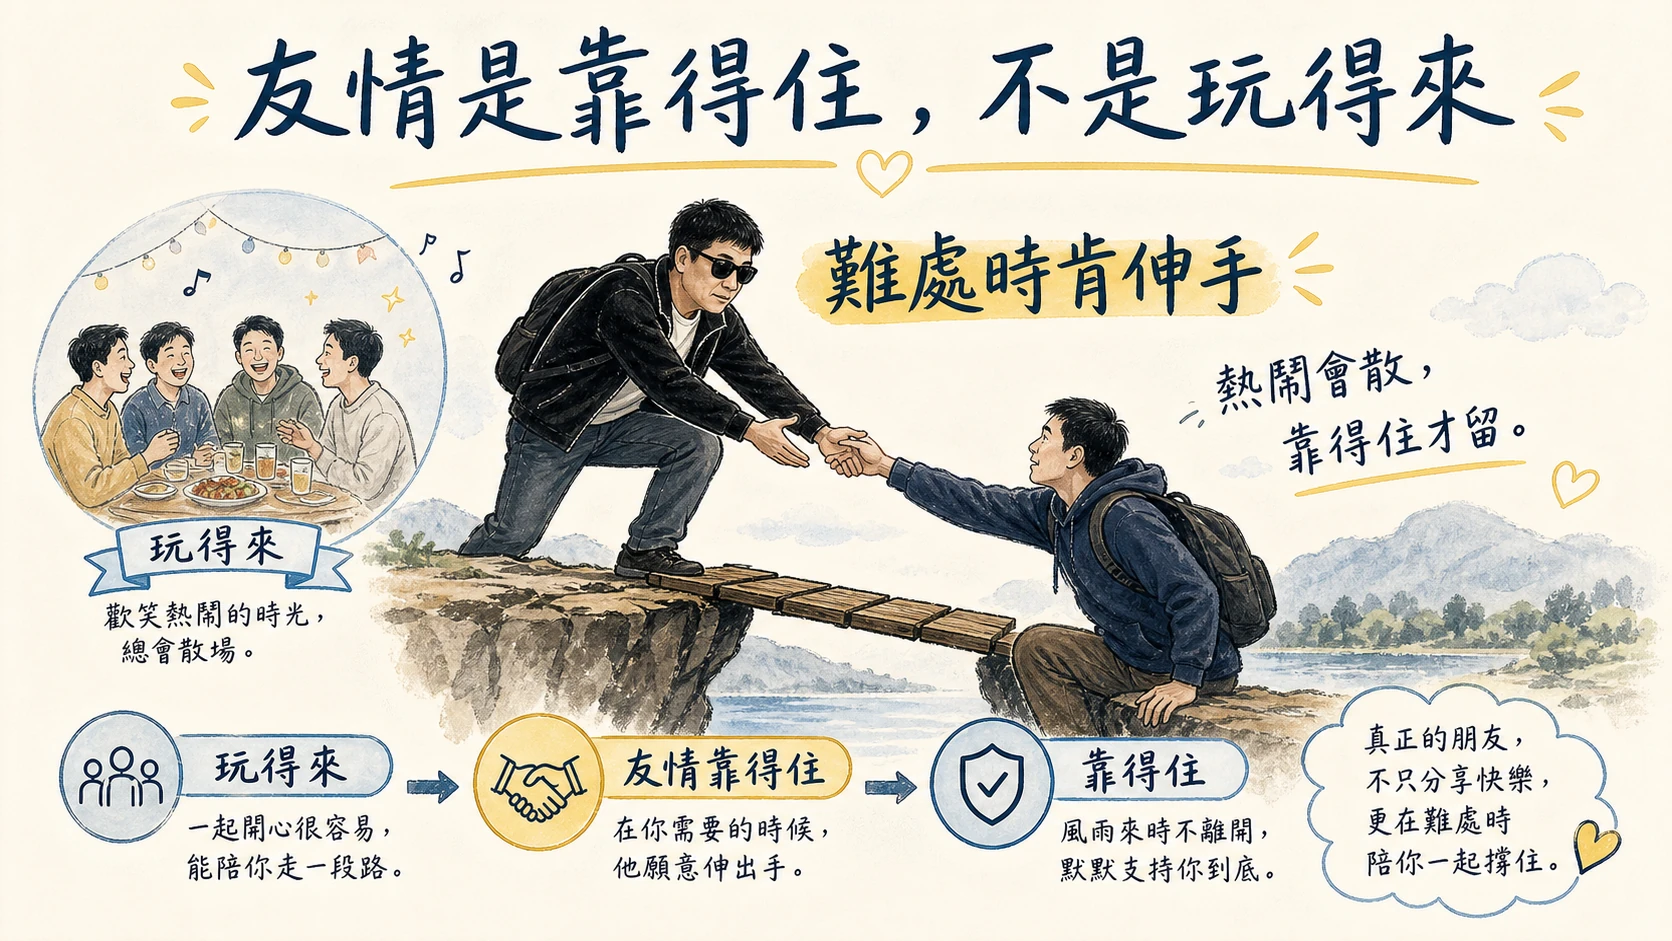 友情是靠得住，不是玩得來
難處時肯伸手
熱鬧會散，
靠得住才留。
玩得來
歡笑熱鬧的時光，
總會散場。
玩得來
一起開心很容易，
能陪你走一段路。
友情靠得住
在你需要的時候，
他願意伸出手。
靠得住
風雨來時不離開，
默默支持你到底。
真正的朋友，
不只分享快樂，
更在難處時
陪你一起撐住。